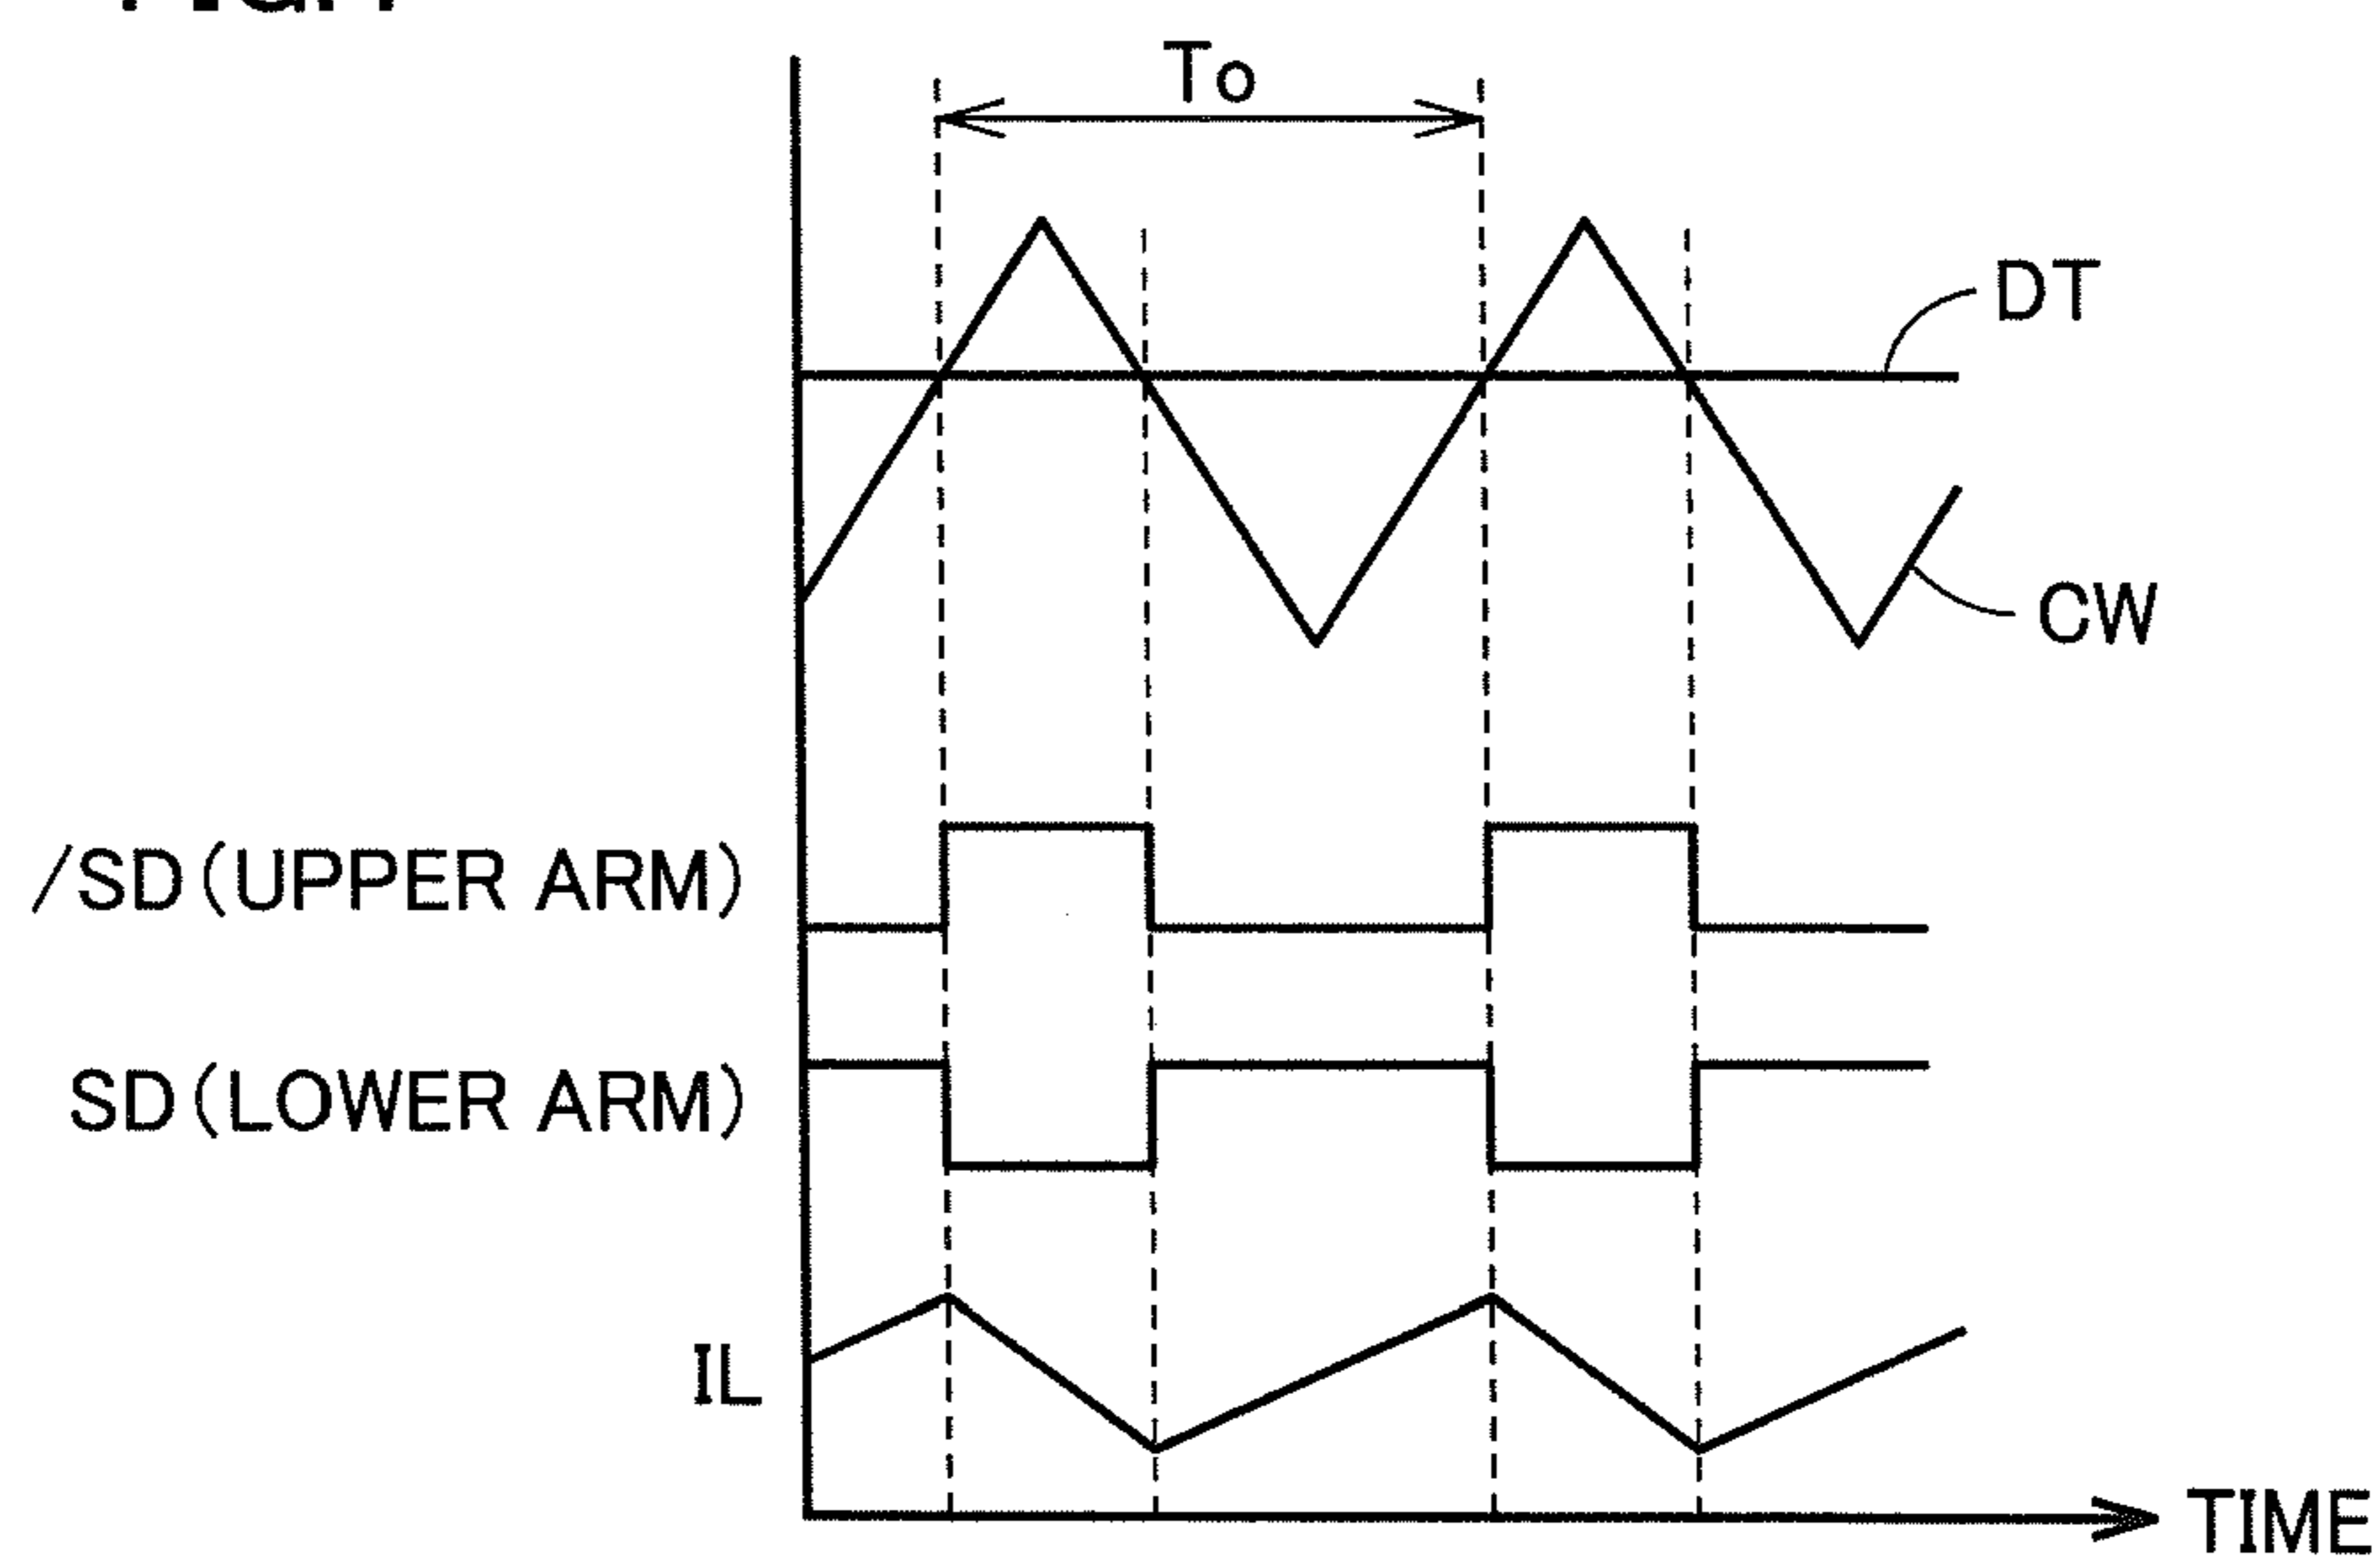 To
DT
CW
/SD(UPPER ARM)
SD(LOWER ARM)
IL
TIME